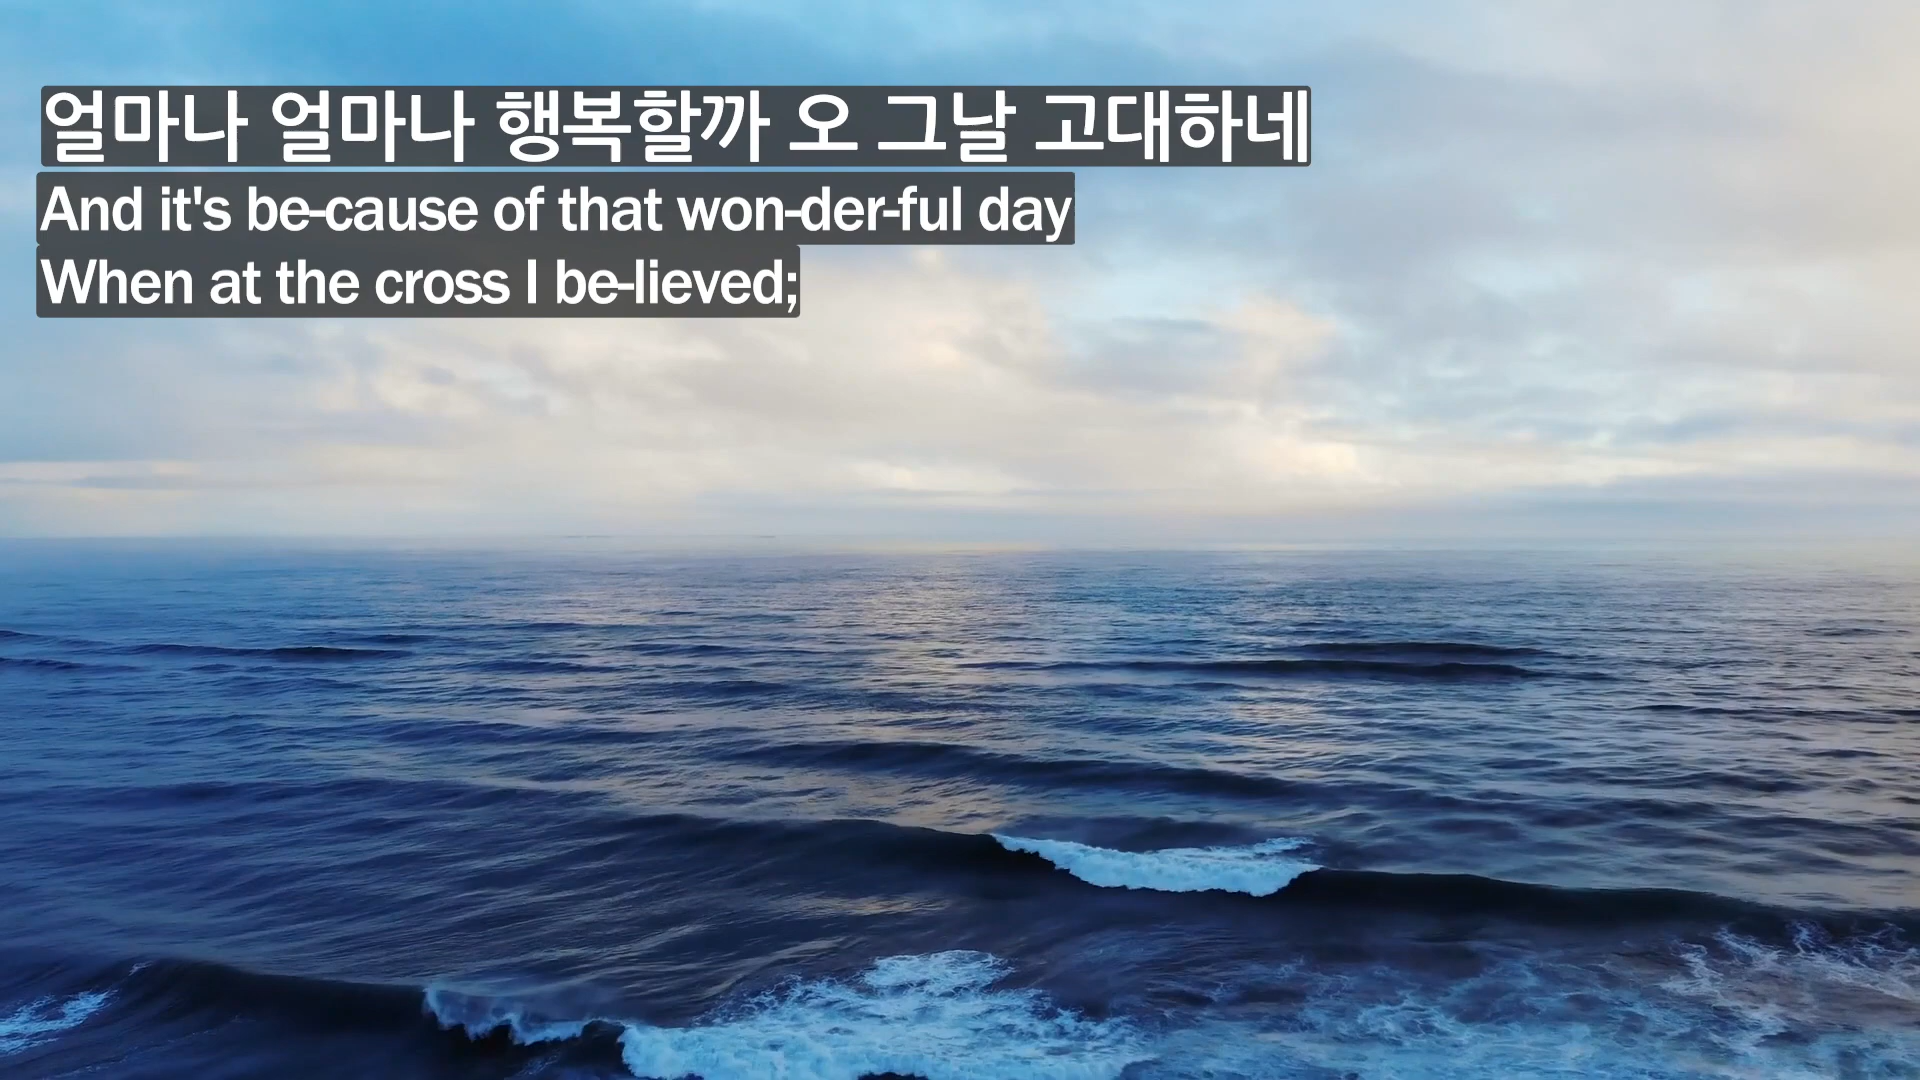 얼마나 얼마나 행복할까 오 그날 고대하네
And it's be-cause of that won-der-ful day
When at the cross I be-lieved;